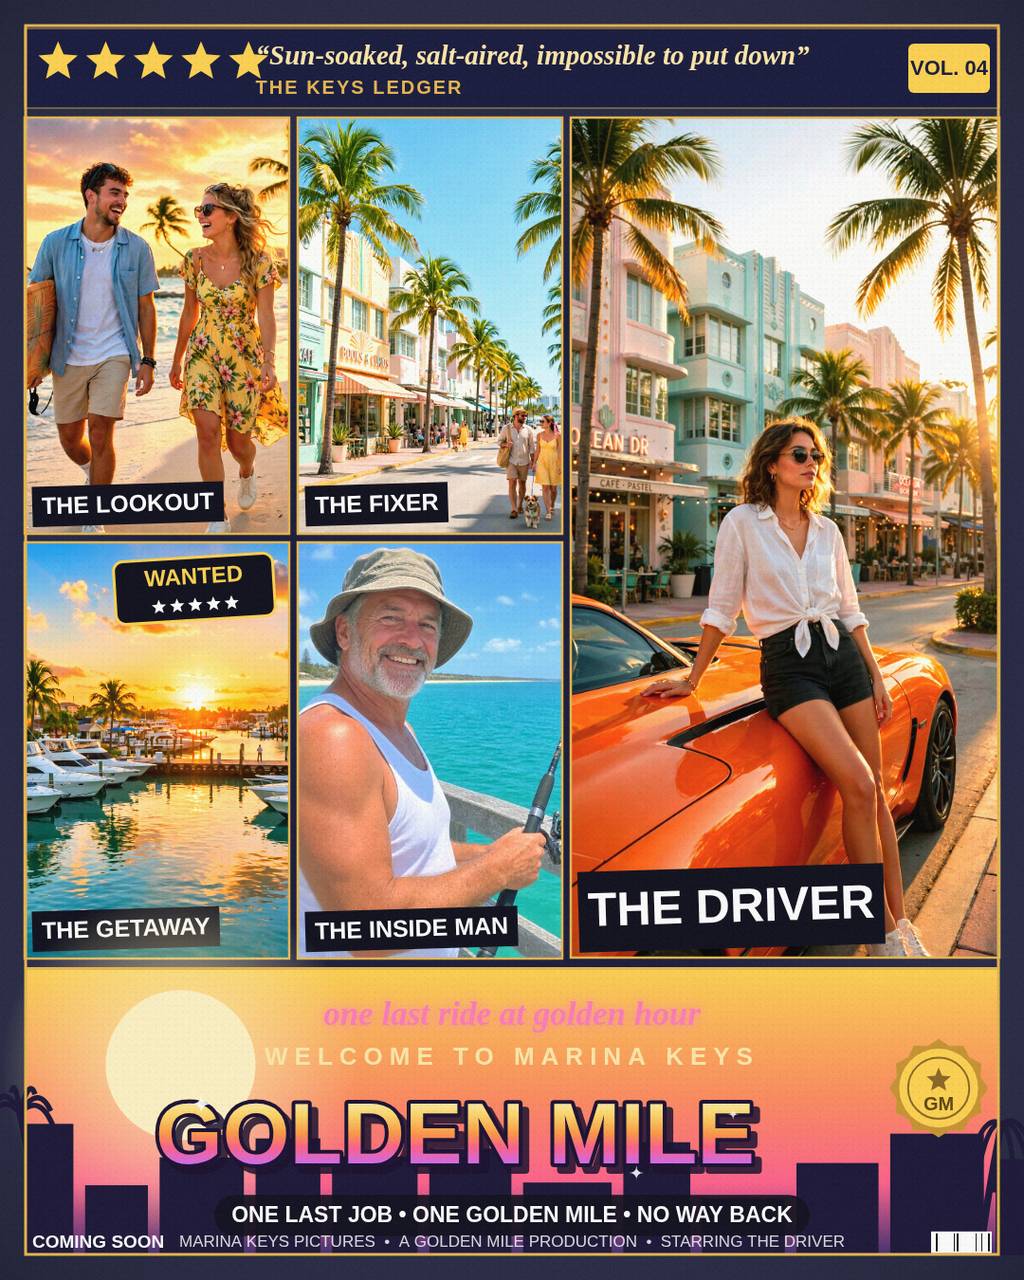 “Sun-soaked, salt-aired, impossible to put down”
THE KEYS LEDGER
VOL. 04
THE LOOKOUT
THE FIXER
CAFE · PASTEL
THE DRIVER
WANTED
THE GETAWAY
THE INSIDE MAN
one last ride at golden hour
WELCOME TO MARINA KEYS
GM
GOLDEN MILE
ONE LAST JOB • ONE GOLDEN MILE • NO WAY BACK
COMING SOON MARINA KEYS PICTURES • A GOLDEN MILE PRODUCTION • STARRING THE DRIVER